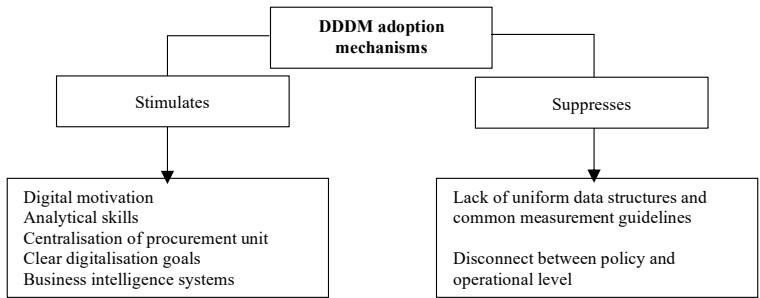 DDDM adoption
mechanisms
Stimulates
Suppresses
Digital motivation
Analytical skills
Centralisation of procurement unit
Clear digitalisation goals
Business intelligence systems
Lack of uniform data structures and
common measurement guidelines
Disconnect between policy and
operational level